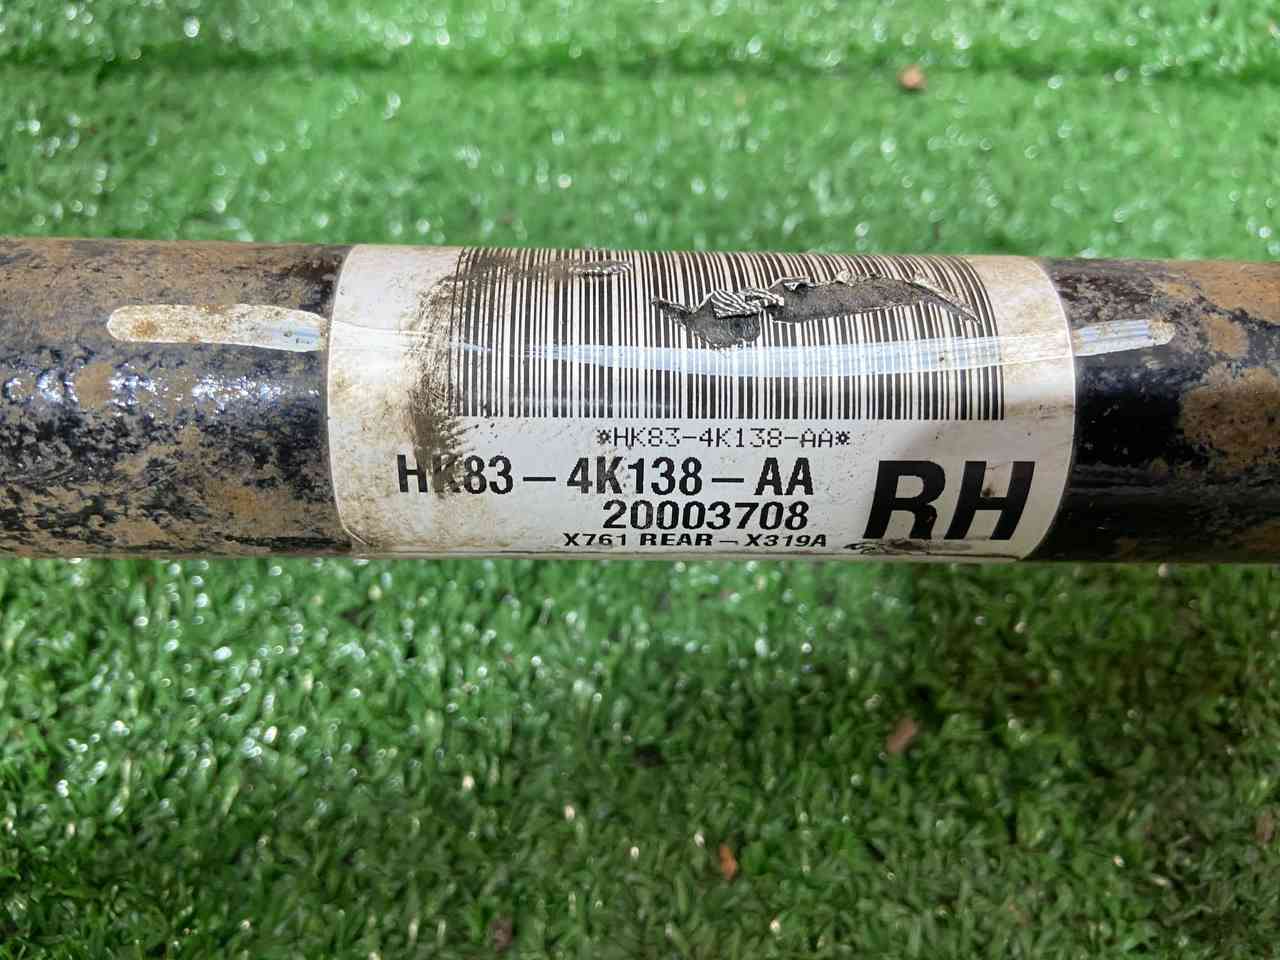 *HK83-4K138-AA*
HK83-4K138-AA
RH
20003708
X761 REAR-X319A